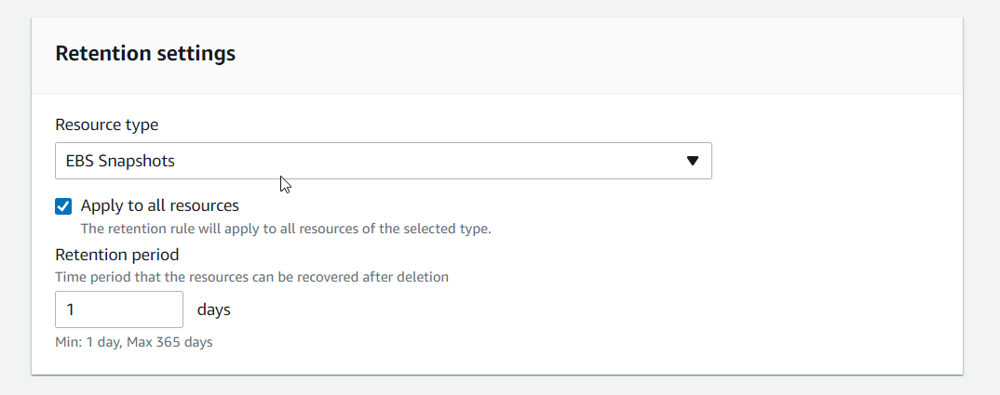 Retention settings
Resource type
EBS Snapshots
Apply to all resources
The retention rule will apply to all resources of the selected type.
Retention period
Time period that the resources can be recovered after deletion
1 days
Min: 1 day, Max 365 days